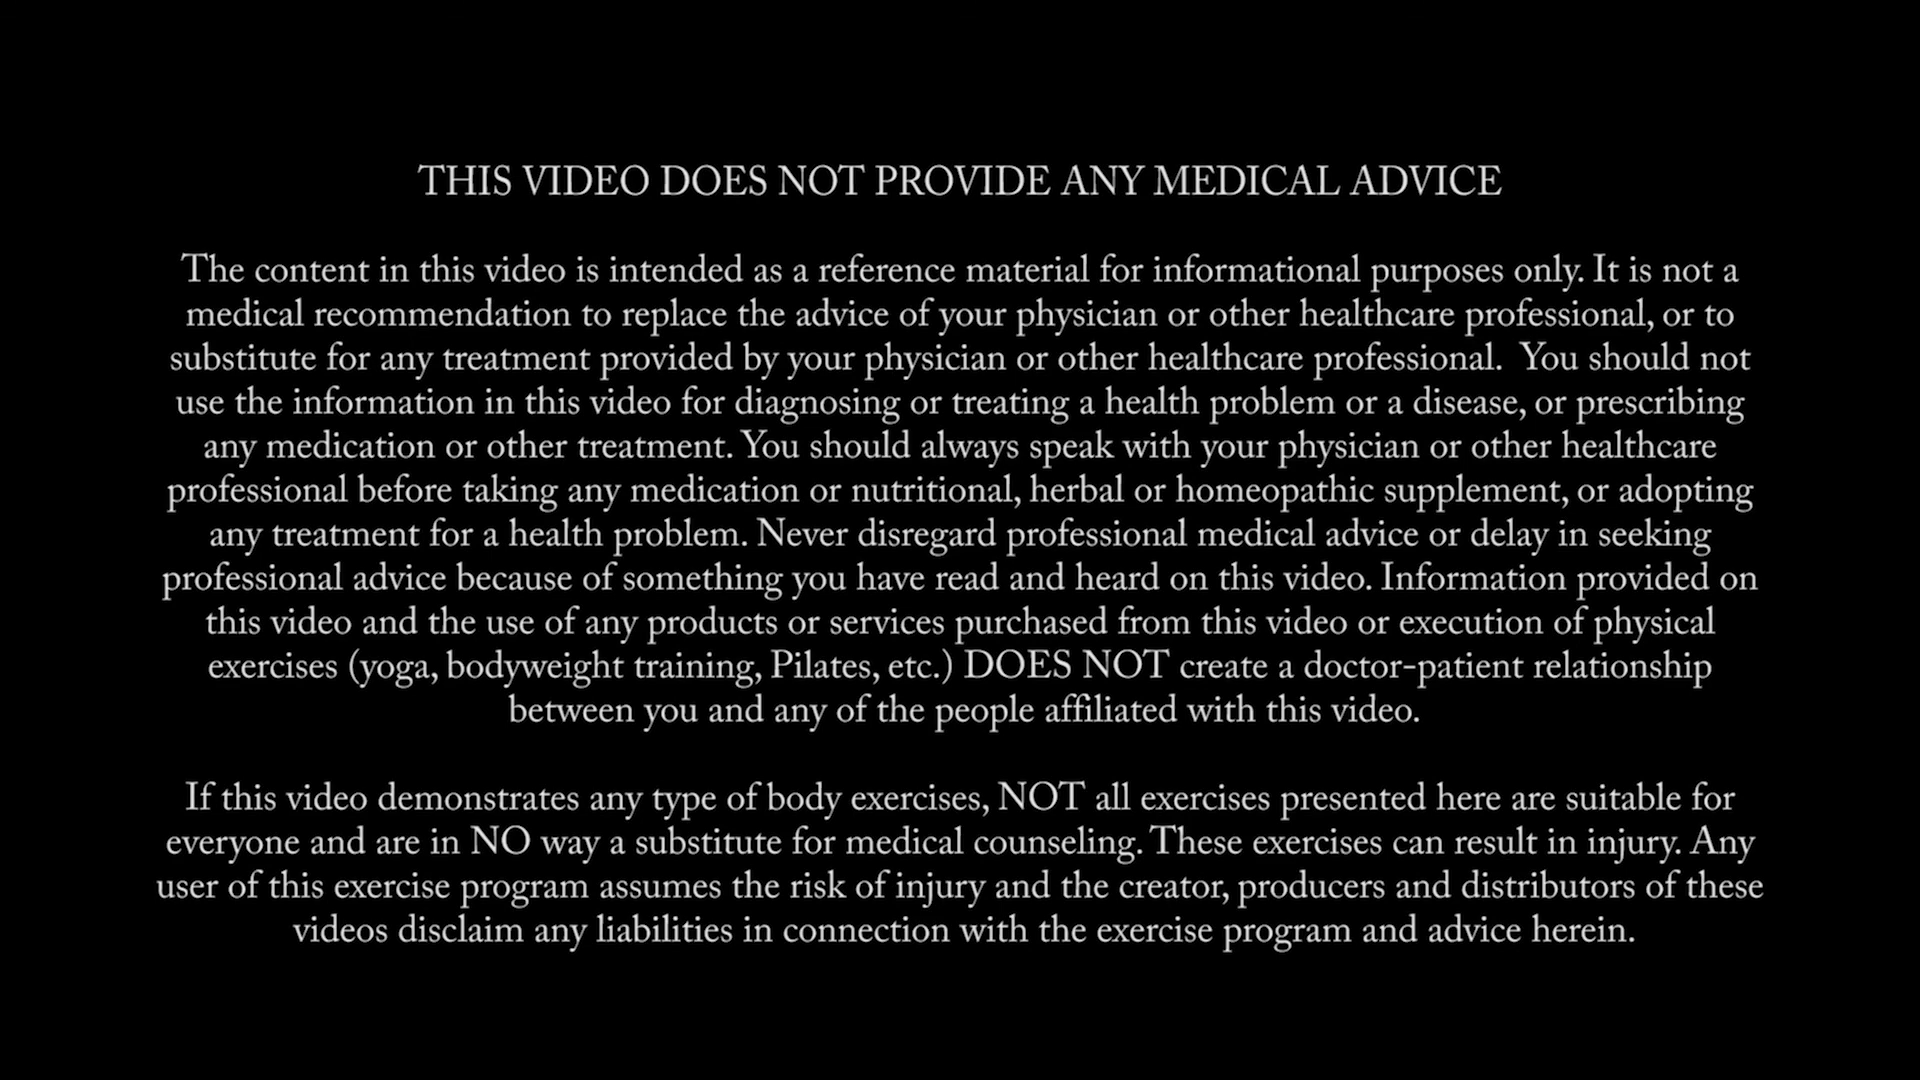 THIS VIDEO DOES NOT PROVIDE ANY MEDICAL ADVICE
The content in this video is intended as a reference material for informational purposes only. It is not a
medical recommendation to replace the advice of your physician or other healthcare professional, or to
substitute for any treatment provided by your physician or other healthcare professional.  You should not
use the information in this video for diagnosing or treating a health problem or a disease, or prescribing
any medication or other treatment. You should always speak with your physician or other healthcare
professional before taking any medication or nutritional, herbal or homeopathic supplement, or adopting
any treatment for a health problem. Never disregard professional medical advice or delay in seeking
professional advice because of something you have read and heard on this video. Information provided on
this video and the use of any products or services purchased from this video or execution of physical
exercises (yoga, bodyweight training, Pilates, etc.) DOES NOT create a doctor-patient relationship
between you and any of the people affiliated with this video.
If this video demonstrates any type of body exercises, NOT all exercises presented here are suitable for
everyone and are in NO way a substitute for medical counseling. These exercises can result in injury. Any
user of this exercise program assumes the risk of injury and the creator, producers and distributors of these
videos disclaim any liabilities in connection with the exercise program and advice herein.